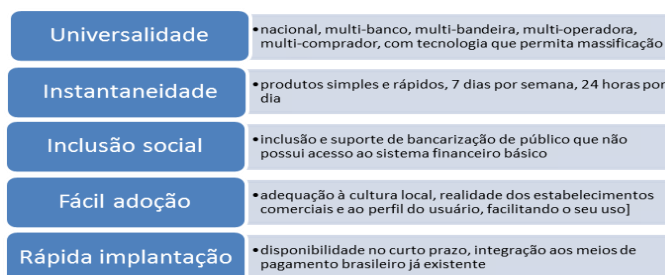 Universalidade
•nacional, multi-banco, multi-bandeira, multi-operadora,
multi-comprador, com tecnologia que permita massificação
Instantaneidade
•produtos simples e rápidos, 7 dias por semana, 24 horas por
dia
Inclusão social
•inclusão e suporte de bancarização de público que não
possui acesso ao sistema financeiro básico
Fácil adoção
•adequação à cultura local, realidade dos estabelecimentos
comerciais e ao perfil do usuário, facilitando o seu uso]
Rápida implantação
•disponibilidade no curto prazo, integração aos meios de
pagamento brasileiro já existente